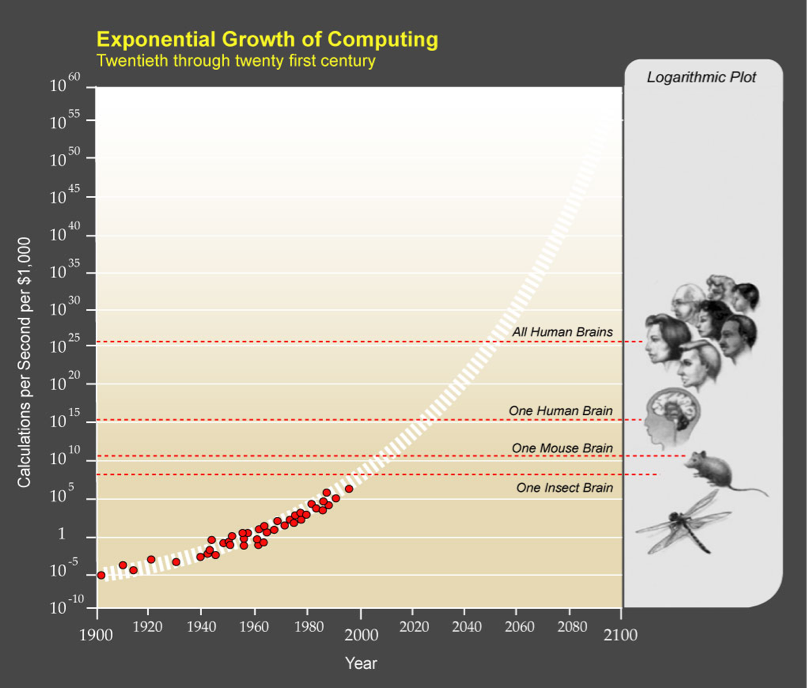 Exponential Growth of Computing
Twentieth through twenty first century
Logarithmic Plot
Calculations per Second per $1,000
10^60
10^55
10^50
10^45
10^40
10^35
10^30
10^25
10^20
10^15
10^10
10^5
1
10^-5
10^-10
All Human Brains
One Human Brain
One Mouse Brain
One Insect Brain
1900 1920 1940 1960 1980 2000 2020 2040 2060 2080 2100
Year